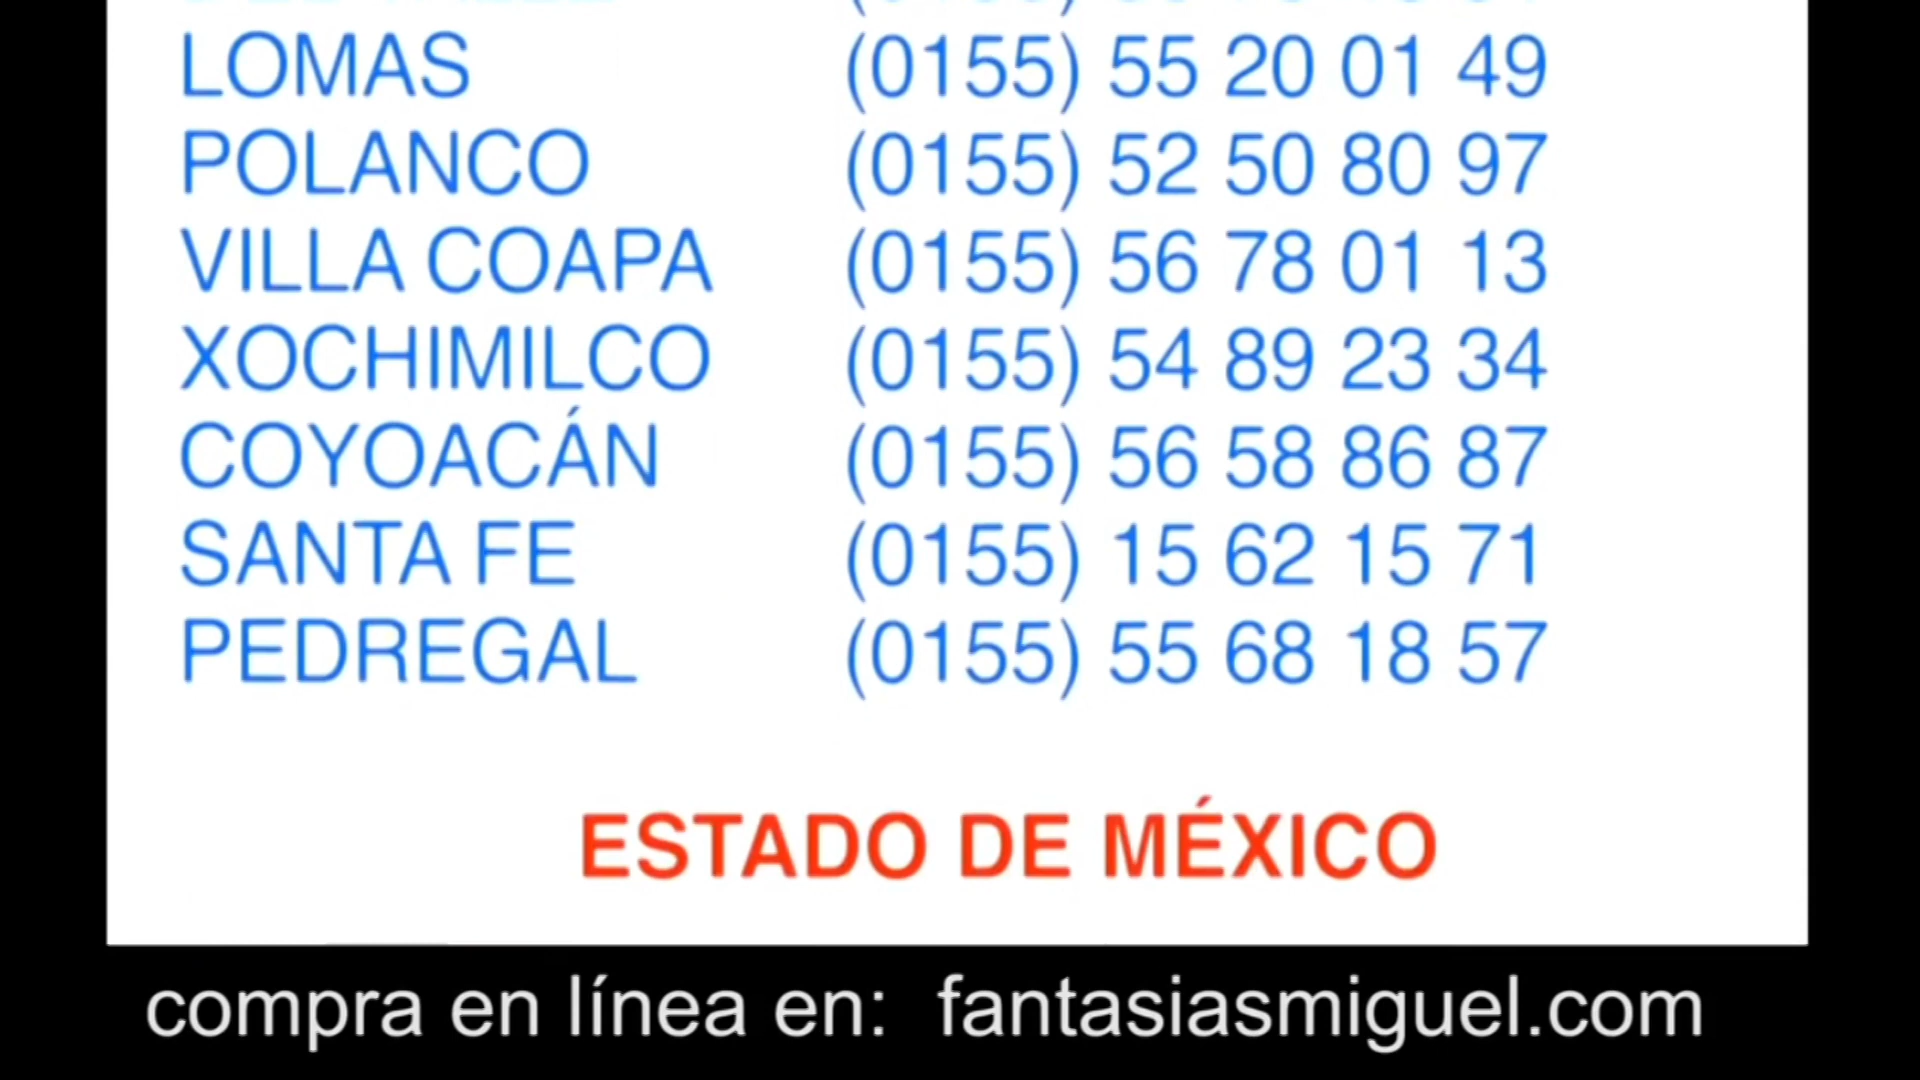 LOMAS (0155) 55 20 01 49
POLANCO (0155) 52 50 80 97
VILLA COAPA (0155) 56 78 01 13
XOCHIMILCO (0155) 54 89 23 34
COYOACÁN (0155) 56 58 86 87
SANTA FE (0155) 15 62 15 71
PEDREGAL (0155) 55 68 18 57
ESTADO DE MÉXICO
compra en línea en: fantasiasmiguel.com